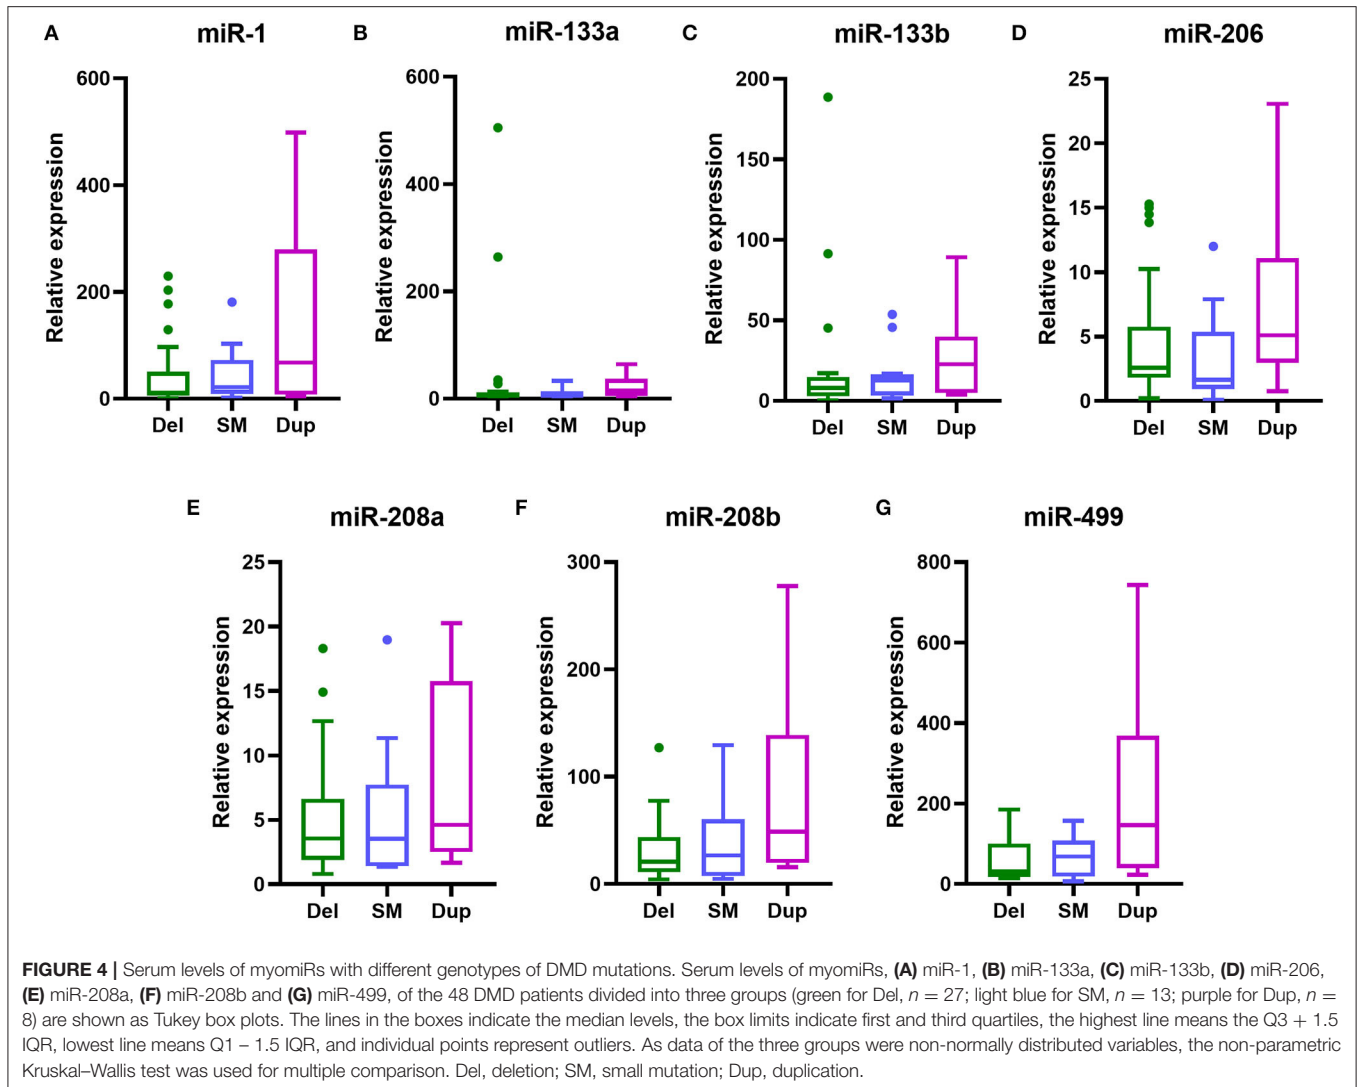 A miR-1
Relative expression
600
400
200
0
Del SM Dup
B miR-133a
Relative expression
600
400
200
0
Del SM Dup
C miR-133b
Relative expression
200
150
100
50
0
Del SM Dup
D miR-206
Relative expression
25
20
15
10
5
0
Del SM Dup
E miR-208a
Relative expression
25
20
15
10
5
0
Del SM Dup
F miR-208b
Relative expression
300
200
100
0
Del SM Dup
G miR-499
Relative expression
800
600
400
200
0
Del SM Dup
FIGURE 4 | Serum levels of myomiRs with different genotypes of DMD mutations. Serum levels of myomiRs, (A) miR-1, (B) miR-133a, (C) miR-133b, (D) miR-206,
(E) miR-208a, (F) miR-208b and (G) miR-499, of the 48 DMD patients divided into three groups (green for Del, n = 27; light blue for SM, n = 13; purple for Dup, n =
8) are shown as Tukey box plots. The lines in the boxes indicate the median levels, the box limits indicate first and third quartiles, the highest line means the Q3 + 1.5
IQR, lowest line means Q1 – 1.5 IQR, and individual points represent outliers. As data of the three groups were non-normally distributed variables, the non-parametric
Kruskal–Wallis test was used for multiple comparison. Del, deletion; SM, small mutation; Dup, duplication.